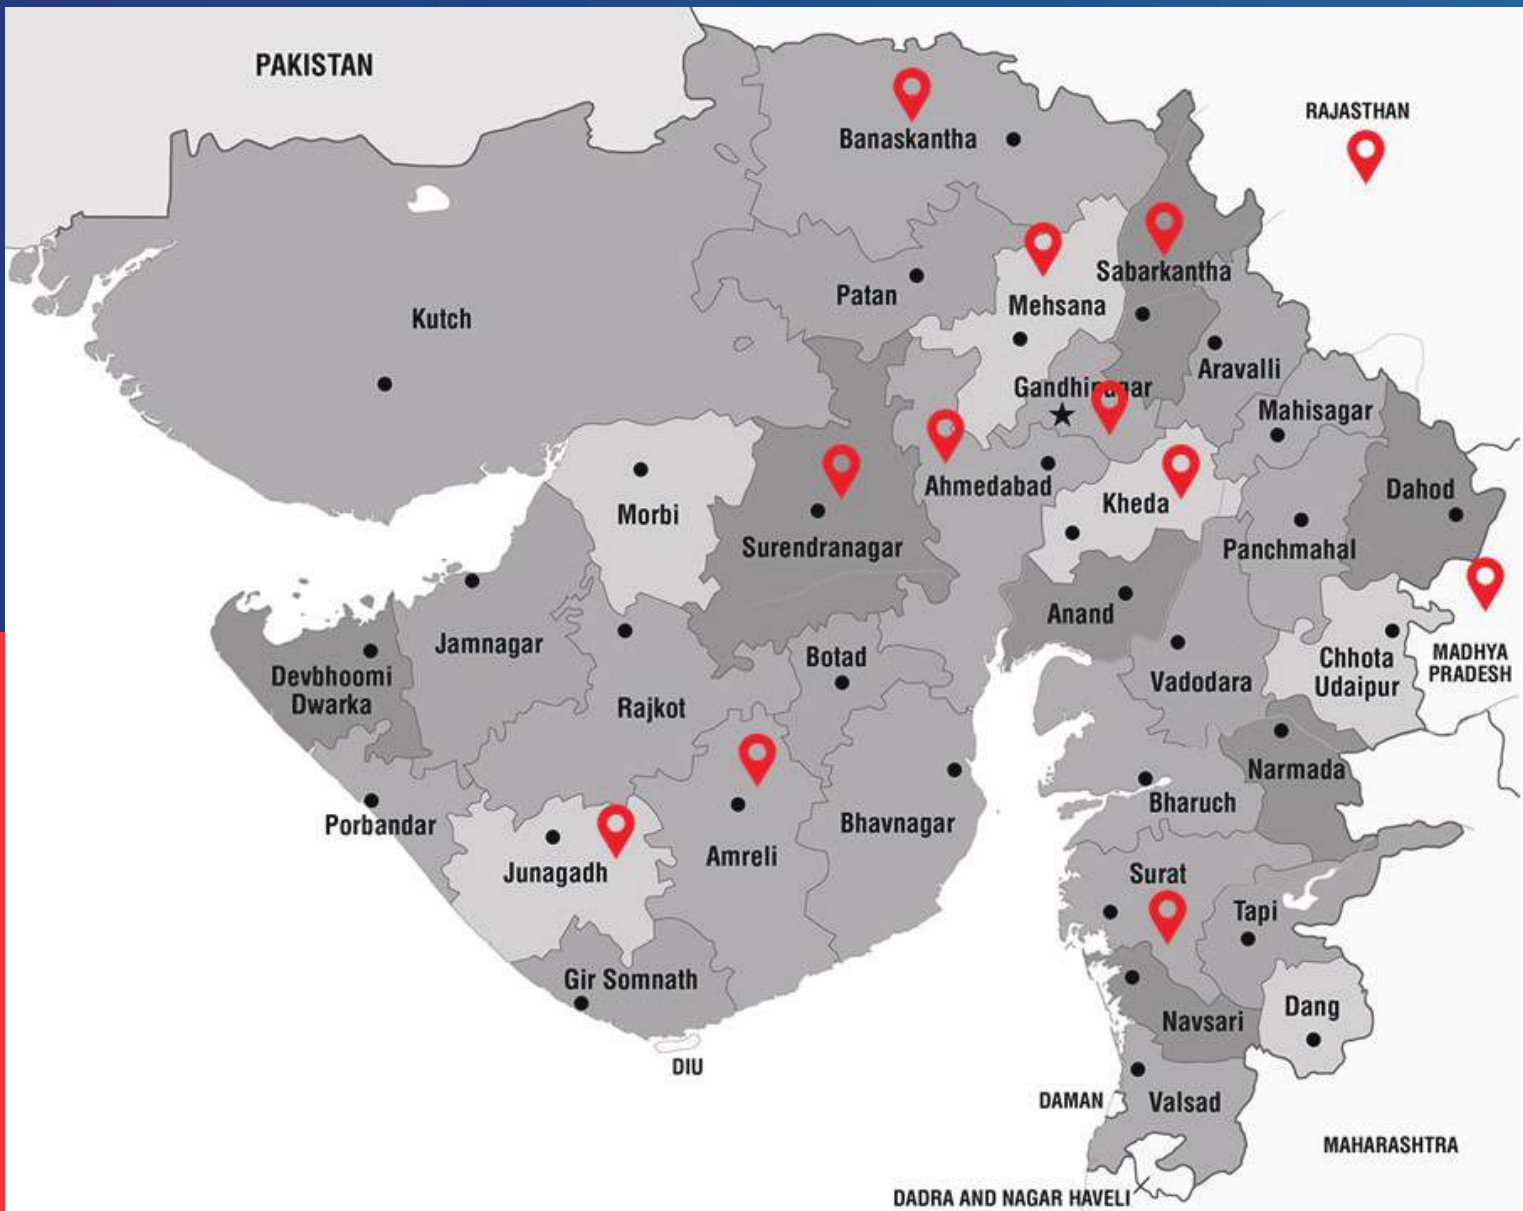 PAKISTAN
RAJASTHAN
Banaskantha
Sabarkantha
Patan
Mehsana
Kutch
Aravalli
Gandhinagar
Mahisagar
Ahmedabad
Dahod
Kheda
Morbi
Surendranagar
Panchmahal
Anand
Jamnagar
Botad
Chhota
Udaipur
MADHYA
PRADESH
Devbhoomi
Dwarka
Vadodara
Rajkot
Narmada
Bharuch
Porbandar
Bhavnagar
Amreli
Junagadh
Surat
Tapi
Gir Somnath
Dang
Navsari
DIU
DAMAN
Valsad
MAHARASHTRA
DADRA AND NAGAR HAVELI